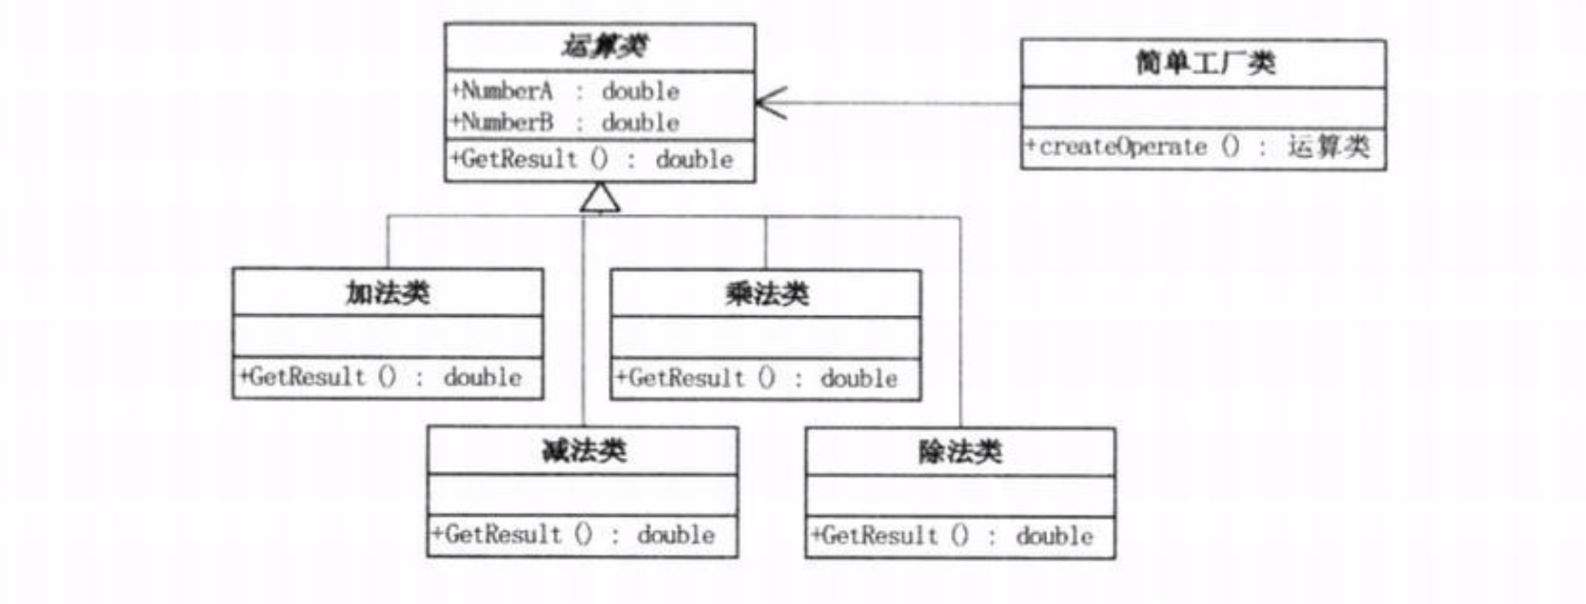 运算类
+NumberA : double
+NumberB : double
+GetResult () : double
简单工厂类
+createOperate () : 运算类
加法类
+GetResult () : double
乘法类
+GetResult () : double
减法类
+GetResult () : double
除法类
+GetResult () : double